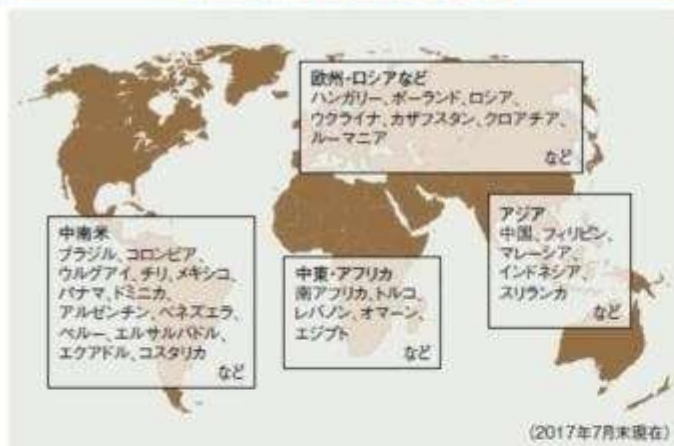 欧州・ロシアなど
ハンガリー、ポーランド、ロシア、
ウクライナ、カザフスタン、クロアチア、
ルーマニア
など
中南米
ブラジル、コロンビア、
ウルグアイ、チリ、メキシコ、
パナマ、ドミニカ、
アルゼンチン、ベネズエラ、
ペルー、エルサルバドル、
エクアドル、コスタリカ
など
中東・アフリカ
南アフリカ、トルコ、
レバノン、オマーン、
エジプト
など
アジア
中国、フィリピン、
マレーシア、
インドネシア、
スリランカ
など
(2017年7月末現在)